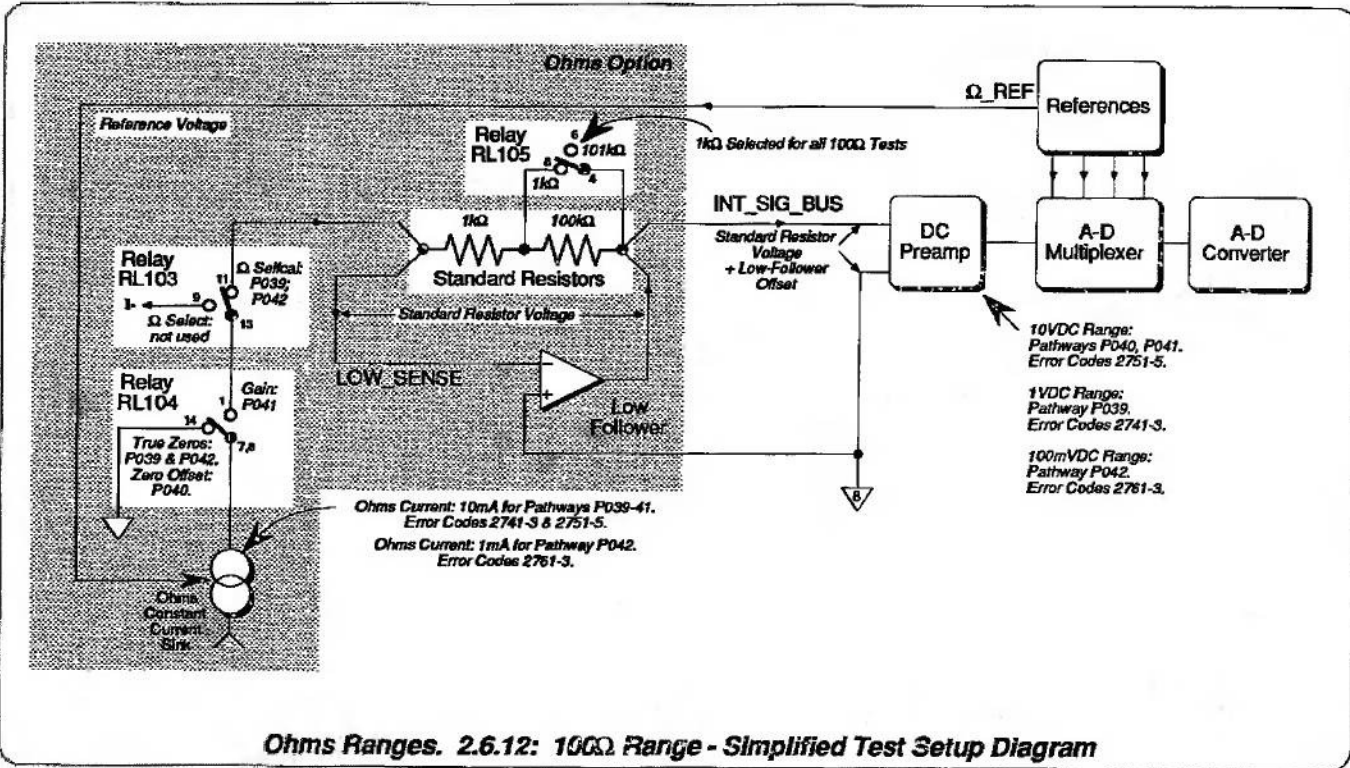 Ohms Option
Ω_REF
References
Reference Voltage
Relay
RL105
6
101kΩ
8
4
1kΩ
1kΩ Selected for all 100Ω Tests
INT_SIG_BUS
Standard Resistor
Voltage
+ Low-Follower
Offset
DC
Preamp
A-D
Multiplexer
A-D
Converter
1kΩ
100kΩ
Standard Resistors
Standard Resistor Voltage
Relay
RL103
11
Ω Selfcal:
P039;
P042
I-
9
13
Ω Select:
not used
LOW_SENSE
-
+
Low
Follower
Relay
RL104
1
Gain:
P041
14
7,8
True Zeros:
P039 & P042.
Zero Offset:
P040.
8
10VDC Range:
Pathways P040, P041.
Error Codes 2751-5.
1VDC Range:
Pathway P039.
Error Codes 2741-3.
100mVDC Range:
Pathway P042.
Error Codes 2761-3.
Ohms Current: 10mA for Pathways P039-41.
Error Codes 2741-3 & 2751-5.
Ohms Current: 1mA for Pathway P042.
Error Codes 2761-3.
Ohms
Constant
Current
Sink
Ohms Ranges. 2.6.12: 100Ω Range - Simplified Test Setup Diagram